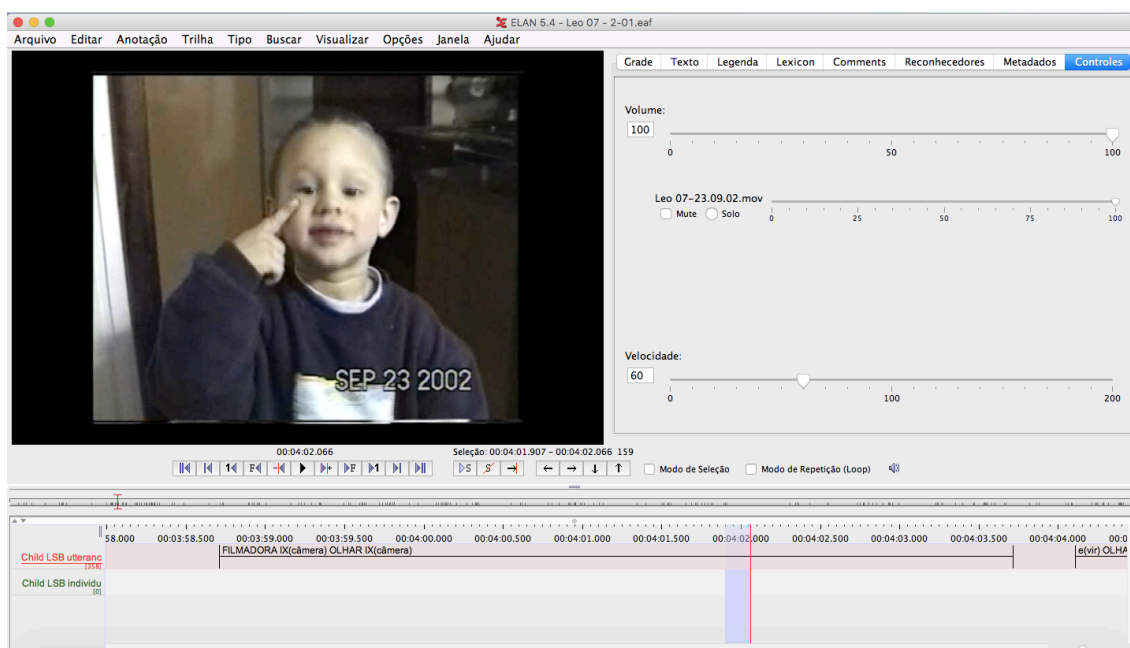 ELAN 5.4 - Leo 07 - 2-01.eaf
Arquivo Editar Anotação Trilha Tipo Buscar Visualizar Opções Janela Ajudar
Grade Texto Legenda Lexicon Comments Reconhecedores Metadados Controles
Volume:
100
0 50 100
Leo 07-23.09.02.mov
Mute Solo
0 25 50 75 100
SEP 23 2002
Velocidade:
60
0 100 200
00:04:02.066
Seleção: 00:04:01.907 - 00:04:02.066 159
1 F + F 1 S S
Modo de Seleção Modo de Repetição (Loop)
58.000 00:03:58.500 00:03:59.000 00:03:59.500 00:04:00.000 00:04:00.500 00:04:01.000 00:04:01.500 00:04:02.000 00:04:02.500 00:04:03.000 00:04:03.500 00:04:04.000 00:0
Child LSB utteranc
[358]
FILMADORA IX(câmera) OLHAR IX(câmera)
e(vir) OLHA
Child LSB individu
[0]